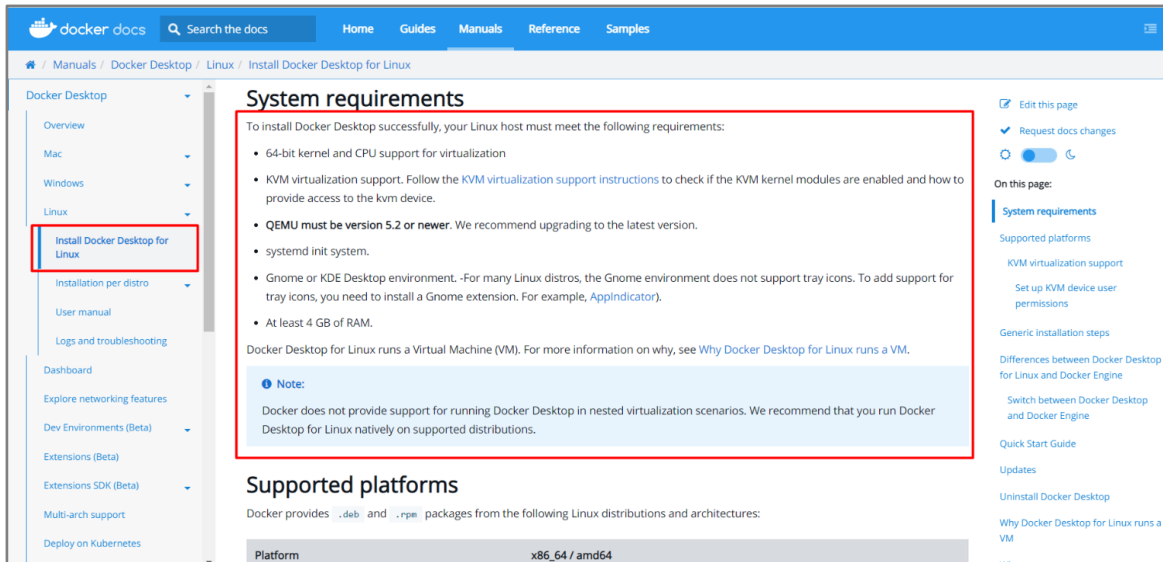 docker docs
Search the docs
Home
Guides
Manuals
Reference
Samples
/ Manuals / Docker Desktop / Linux / Install Docker Desktop for Linux
Docker Desktop
Overview
Mac
Windows
Linux
Install Docker Desktop for
Linux
Installation per distro
User manual
Logs and troubleshooting
Dashboard
Explore networking features
Dev Environments (Beta)
Extensions (Beta)
Extensions SDK (Beta)
Multi-arch support
Deploy on Kubernetes
System requirements
To install Docker Desktop successfully, your Linux host must meet the following requirements:
• 64-bit kernel and CPU support for virtualization
• KVM virtualization support. Follow the KVM virtualization support instructions to check if the KVM kernel modules are enabled and how to
provide access to the kvm device.
• QEMU must be version 5.2 or newer. We recommend upgrading to the latest version.
• systemd init system.
• Gnome or KDE Desktop environment. -For many Linux distros, the Gnome environment does not support tray icons. To add support for
tray icons, you need to install a Gnome extension. For example, AppIndicator).
• At least 4 GB of RAM.
Docker Desktop for Linux runs a Virtual Machine (VM). For more information on why, see Why Docker Desktop for Linux runs a VM.
Note:
Docker does not provide support for running Docker Desktop in nested virtualization scenarios. We recommend that you run Docker
Desktop for Linux natively on supported distributions.
Supported platforms
Docker provides .deb and .rpm packages from the following Linux distributions and architectures:
Platform
x86_64 / amd64
Edit this page
Request docs changes
On this page:
System requirements
Supported platforms
KVM virtualization support
Set up KVM device user
permissions
Generic installation steps
Differences between Docker Desktop
for Linux and Docker Engine
Switch between Docker Desktop
and Docker Engine
Quick Start Guide
Updates
Uninstall Docker Desktop
Why Docker Desktop for Linux runs a
VM